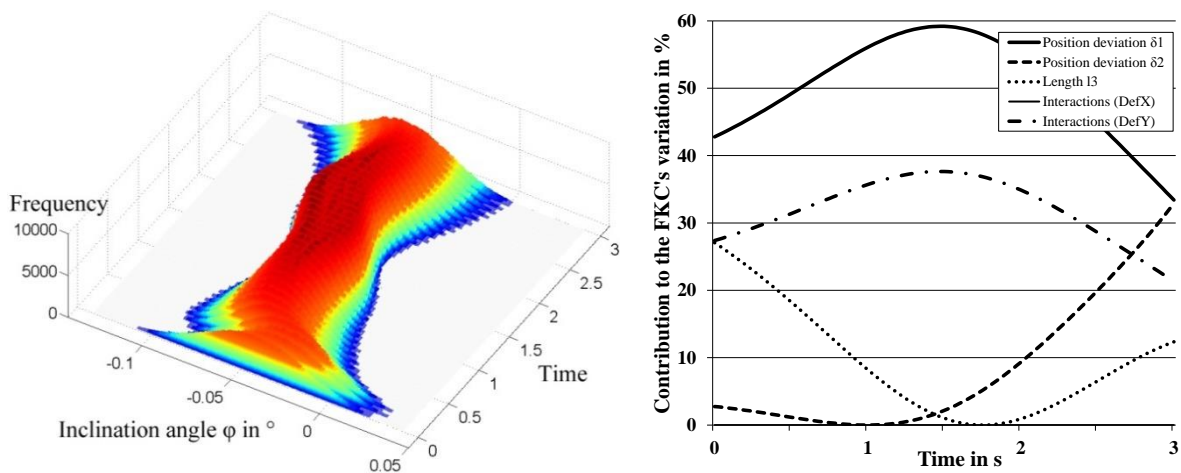 Frequency
10000
5000
0
-0.1
-0.05
0
0.05
Inclination angle φ in °
0
0.5
1
1.5
2
2.5
3
Time
Contribution to the FKC's variation in %
60
50
40
30
20
10
0
Position deviation δ1
Position deviation δ2
Length l3
Interactions (DefX)
Interactions (DefY)
0
1
2
3
Time in s